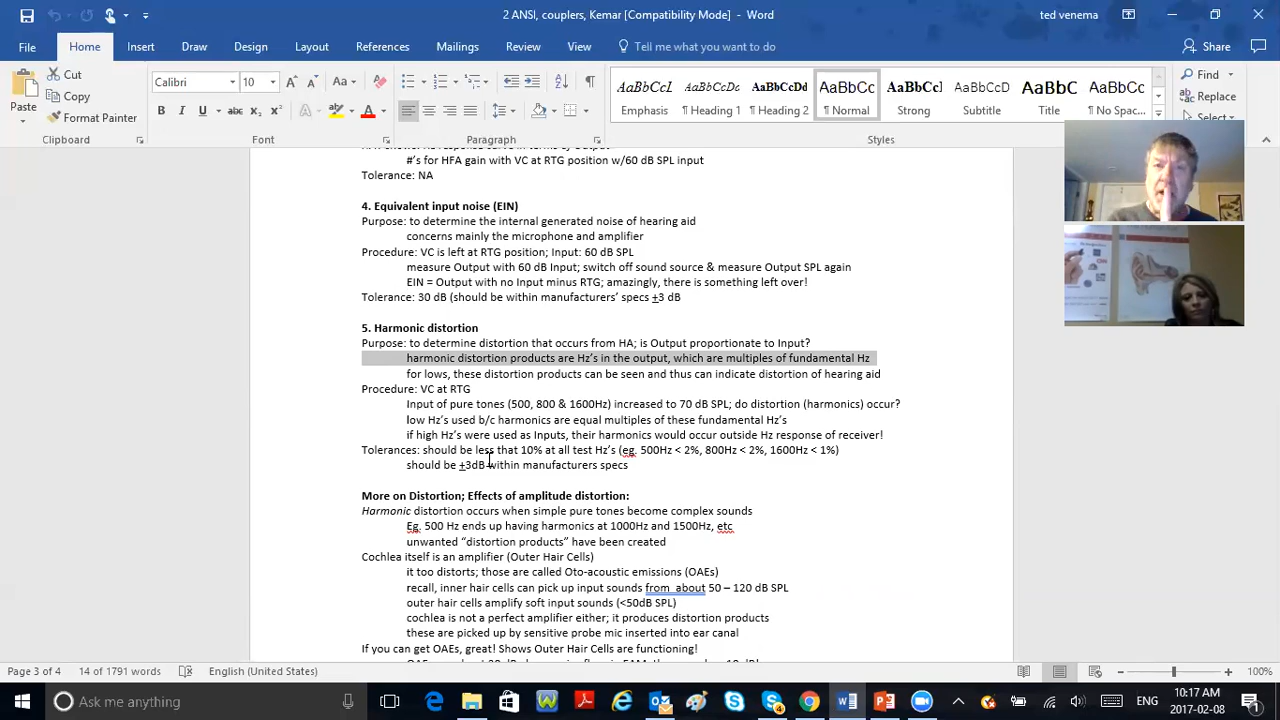 2 ANSI, couplers, Kemar [Compatibility Mode] - Word
ted venema
File Home Insert Draw Design Layout References Mailings Review View Tell me what you want to do Share
Paste Cut Copy Format Painter
Calibri 10
Find Replace Select
AaBbCcL AaBbCcDc AaBbCcDd AaBbCc AaBbCcl AaBbCcD AaBbC AaBbCc
Emphasis ¶ Heading 1 ¶ Heading 2 ¶ Normal Strong Subtitle Title ¶ No Spac...
Clipboard Font Paragraph Styles
#'s for HFA gain with VC at RTG position w/60 dB SPL input
Tolerance: NA
4. Equivalent input noise (EIN)
Purpose: to determine the internal generated noise of hearing aid
concerns mainly the microphone and amplifier
Procedure: VC is left at RTG position; Input: 60 dB SPL
measure Output with 60 dB Input; switch off sound source & measure Output SPL again
EIN = Output with no Input minus RTG; amazingly, there is something left over!
Tolerance: 30 dB (should be within manufacturers' specs +3 dB
5. Harmonic distortion
Purpose: to determine distortion that occurs from HA; is Output proportionate to Input?
harmonic distortion products are Hz's in the output, which are multiples of fundamental Hz
for lows, these distortion products can be seen and thus can indicate distortion of hearing aid
Procedure: VC at RTG
Input of pure tones (500, 800 & 1600Hz) increased to 70 dB SPL; do distortion (harmonics) occur?
low Hz's used b/c harmonics are equal multiples of these fundamental Hz's
if high Hz's were used as Inputs, their harmonics would occur outside Hz response of receiver!
Tolerances: should be less that 10% at all test Hz's (eg. 500Hz < 2%, 800Hz < 2%, 1600Hz < 1%)
should be +3dB within manufacturers specs
More on Distortion; Effects of amplitude distortion:
Harmonic distortion occurs when simple pure tones become complex sounds
Eg. 500 Hz ends up having harmonics at 1000Hz and 1500Hz, etc
unwanted “distortion products” have been created
Cochlea itself is an amplifier (Outer Hair Cells)
it too distorts; those are called Oto-acoustic emissions (OAEs)
recall, inner hair cells can pick up input sounds from about 50 – 120 dB SPL
outer hair cells amplify soft input sounds (<50dB SPL)
cochlea is not a perfect amplifier either; it produces distortion products
these are picked up by sensitive probe mic inserted into ear canal
If you can get OAEs, great! Shows Outer Hair Cells are functioning!
Page 3 of 4 14 of 1791 words English (United States) 100%
Ask me anything ENG 10:17 AM
2017-02-08